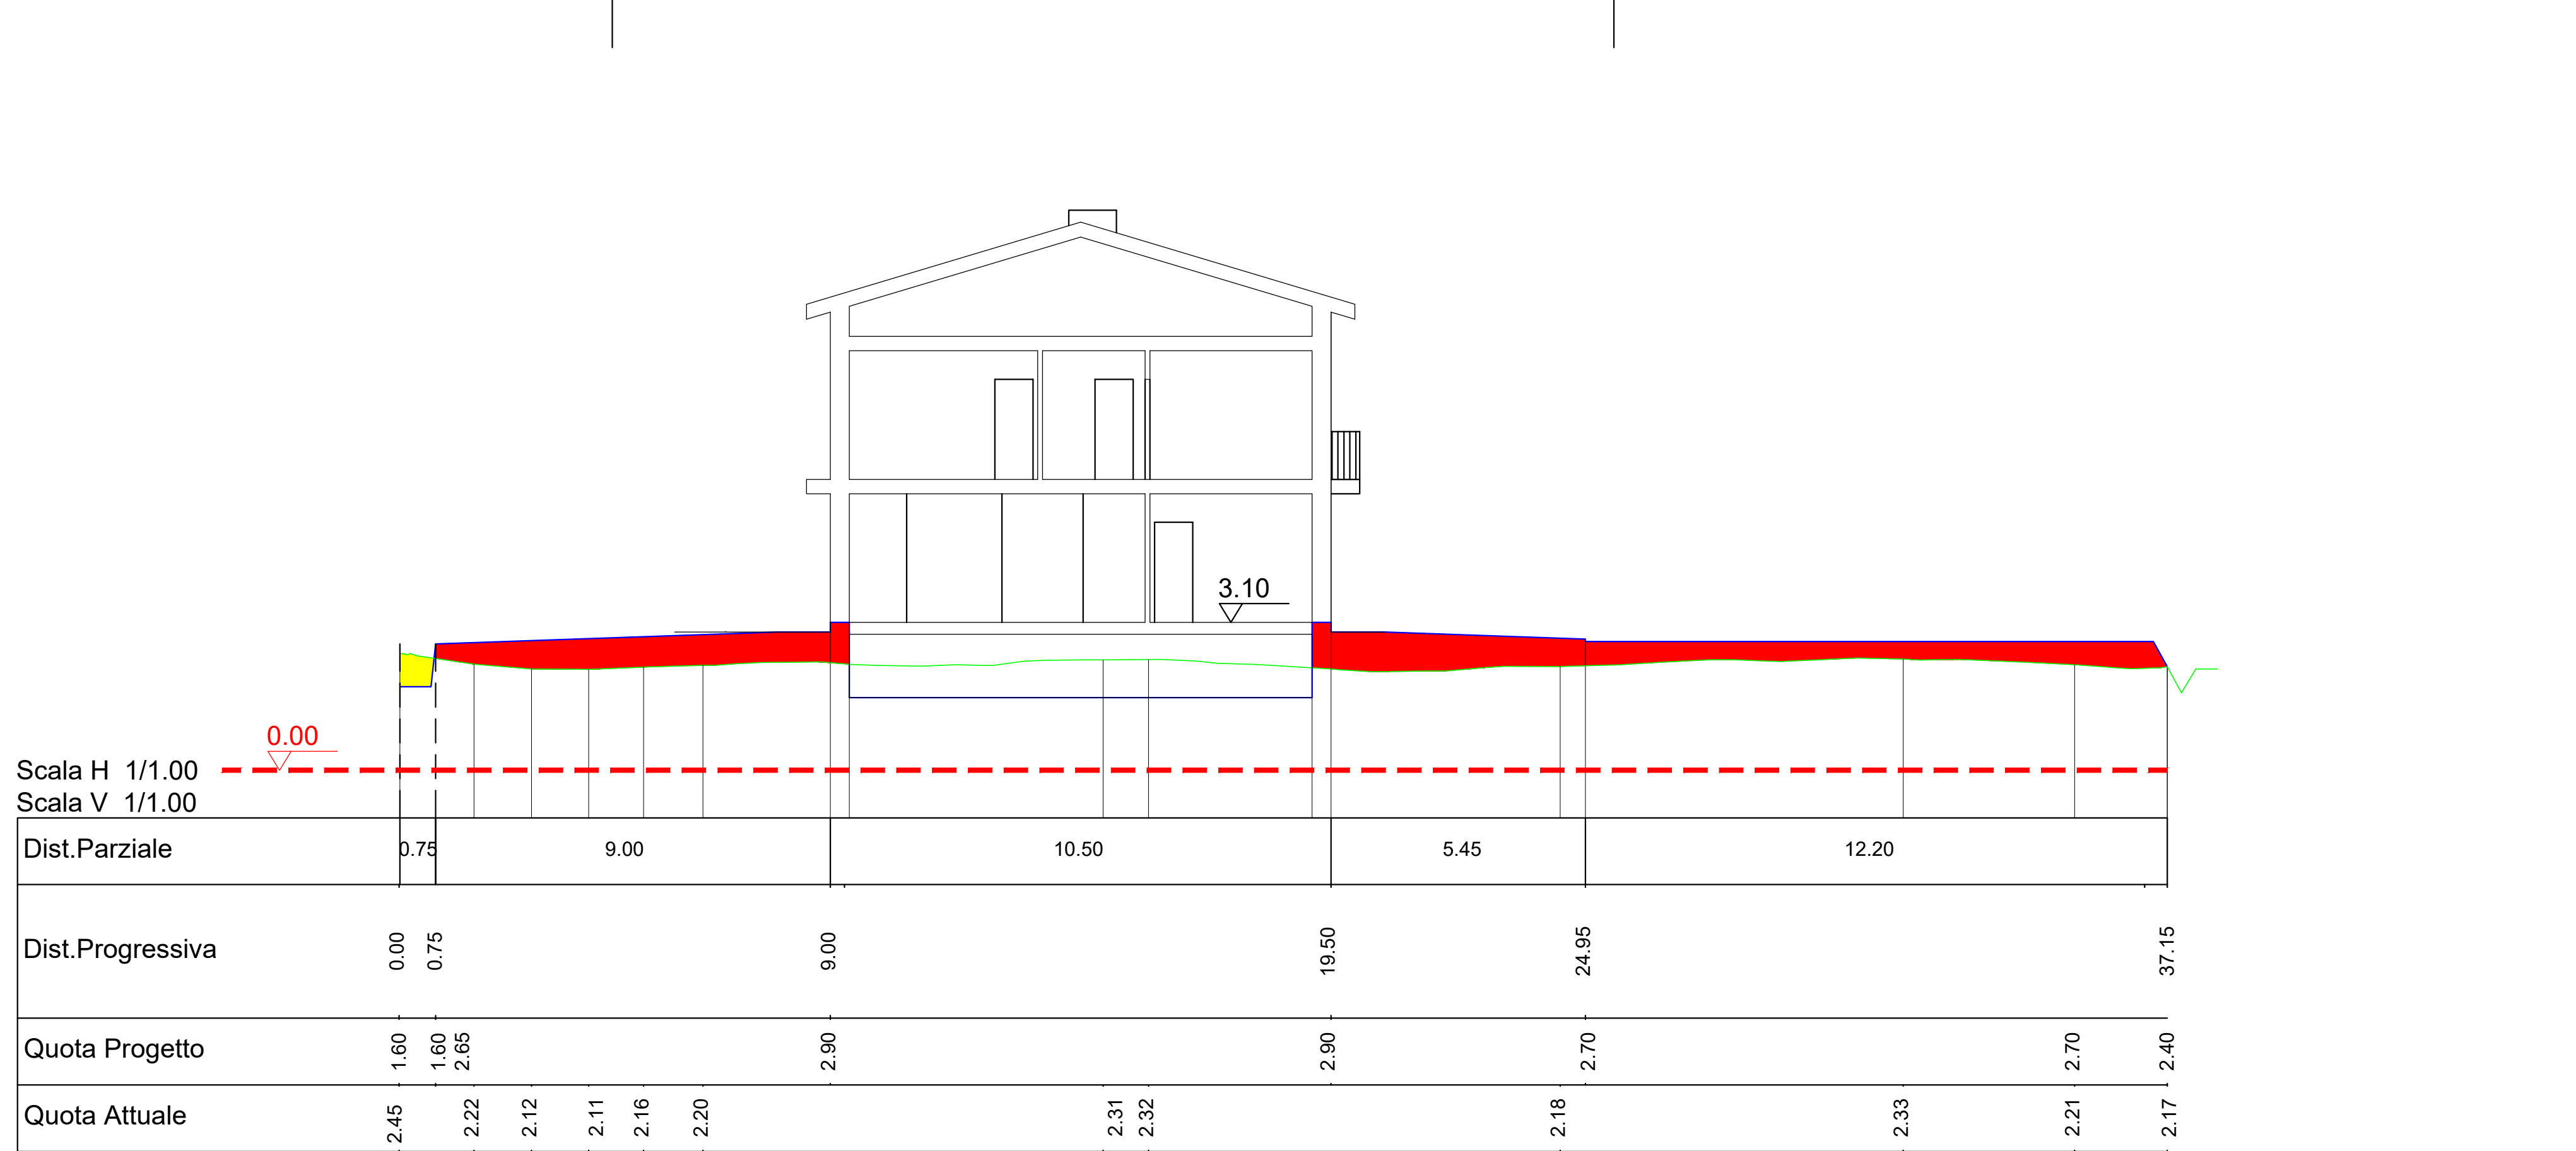 3.10
0.00
Scala H 1/1.00
Scala V 1/1.00
Dist.Parziale 0.75 9.00 10.50 5.45 12.20
Dist.Progressiva 0.00 0.75 9.00 19.50 24.95 37.15
Quota Progetto 1.60 1.60 2.65 2.90 2.90 2.70 2.70 2.40
Quota Attuale 2.45 2.22 2.12 2.11 2.16 2.20 2.31 2.32 2.18 2.33 2.21 2.17